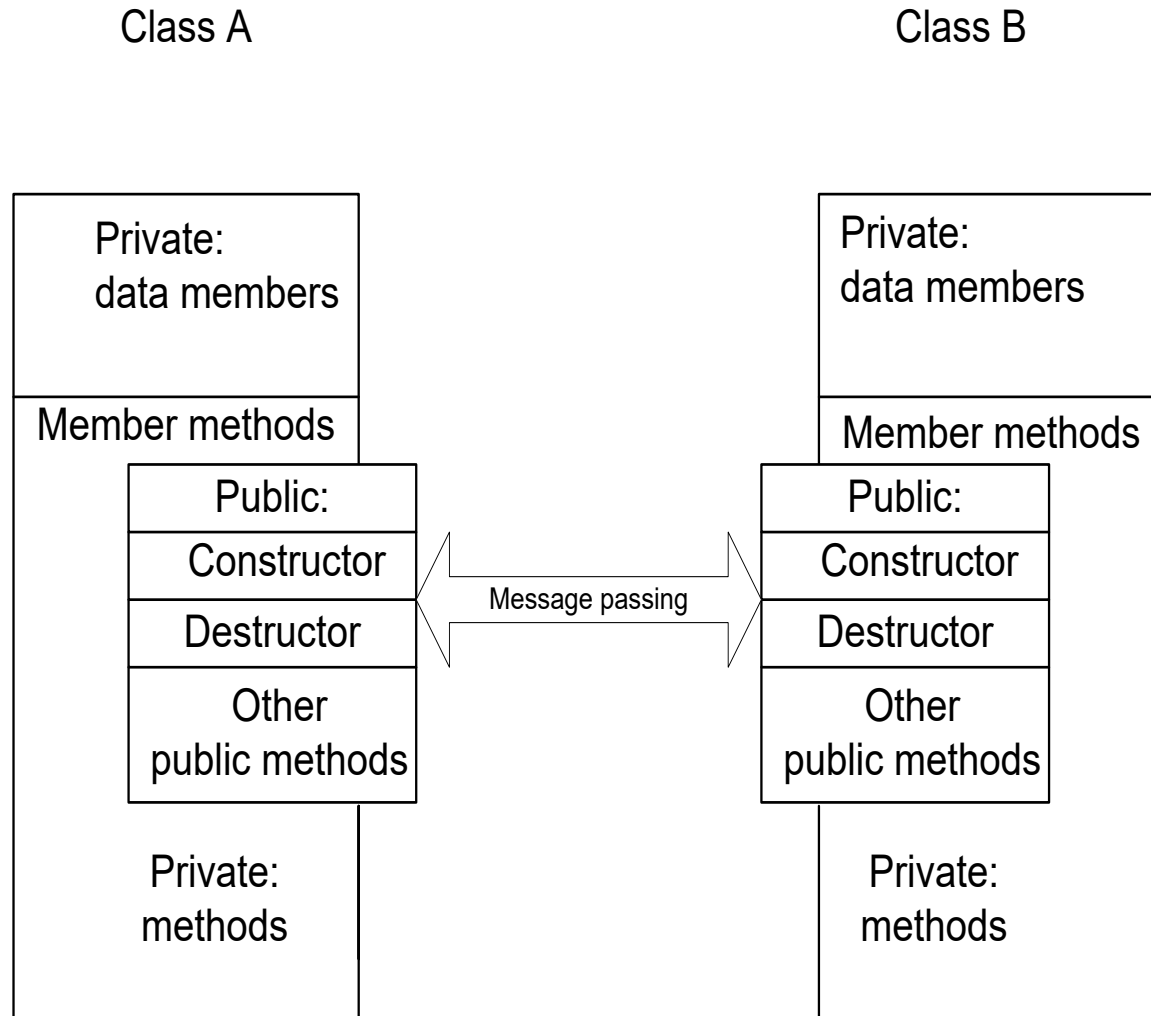 Class A
Class B
Private:
data members
Member methods
Public:
Constructor
Destructor
Other
public methods
Private:
methods
Message passing
Private:
data members
Member methods
Public:
Constructor
Destructor
Other
public methods
Private:
methods